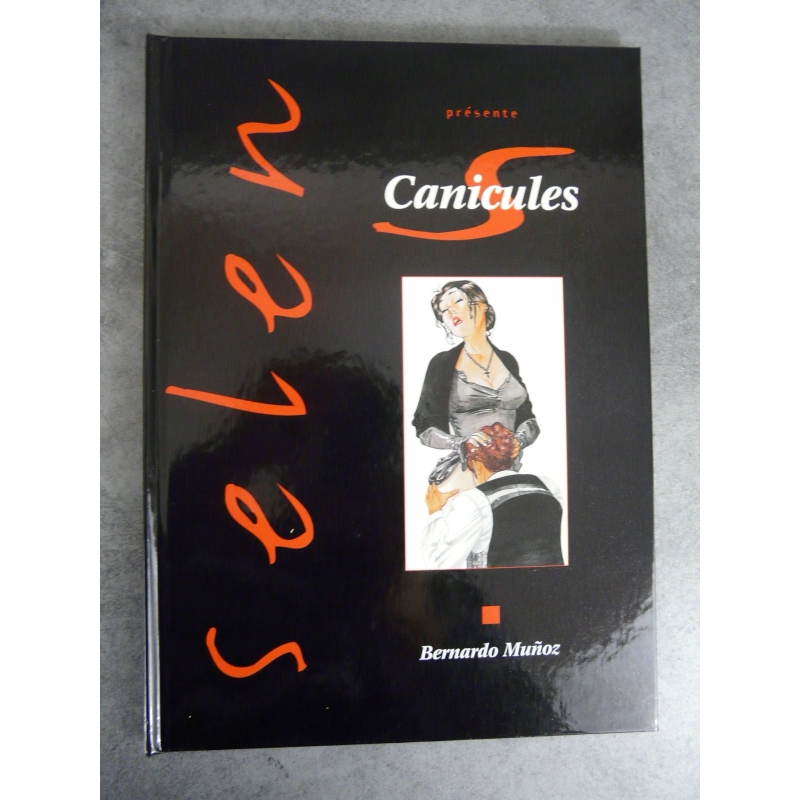 Selen
présente
S
Canicules
Bernardo Muñoz